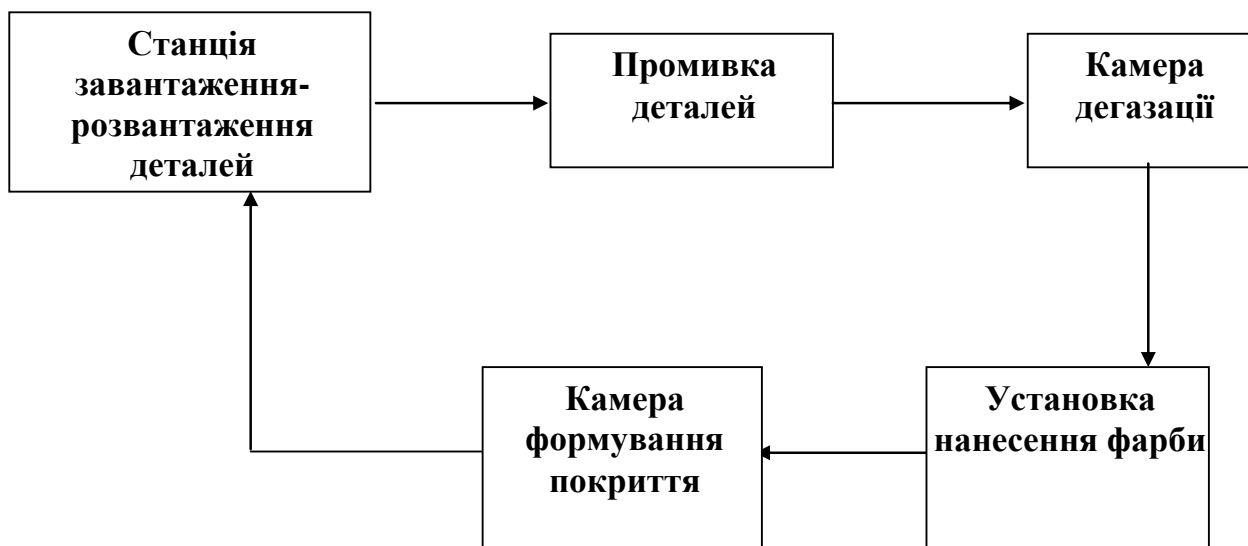 Станція
завантаження-
розвантаження
деталей
Промивка
деталей
Камера
дегазації
Установка
нанесення фарби
Камера
формування
покриття